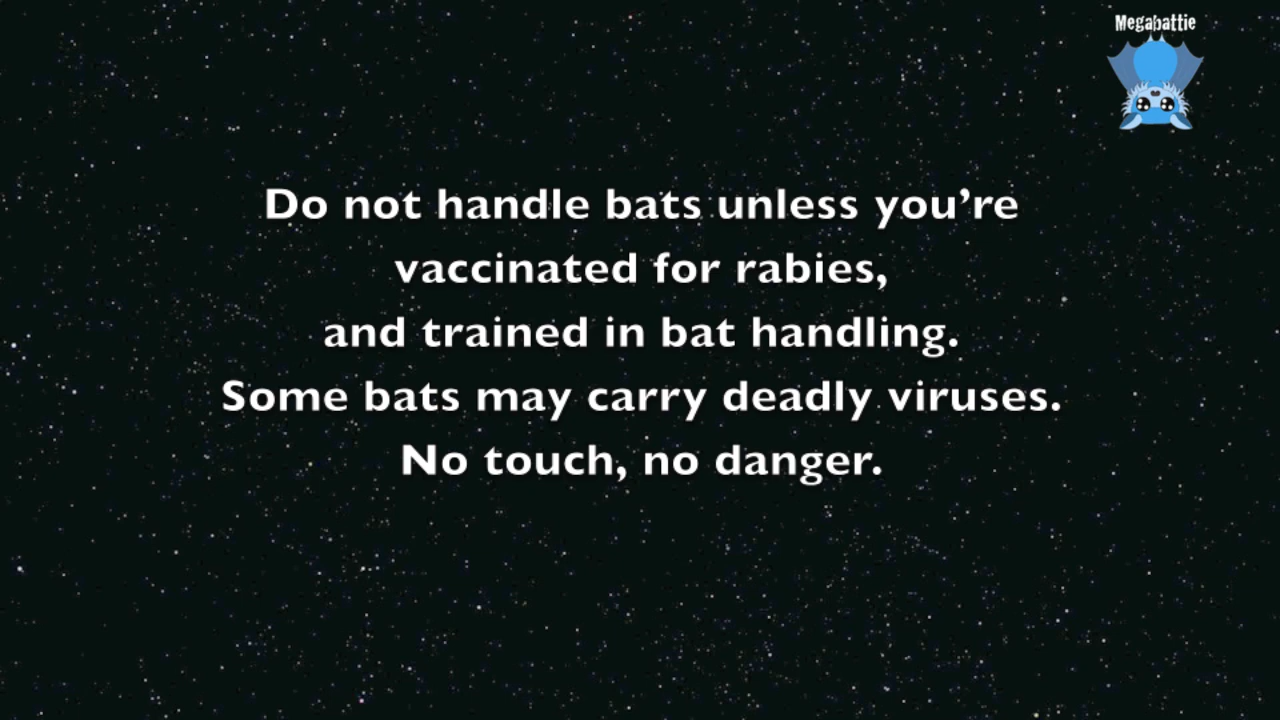 Megabattie
Do not handle bats unless you’re
vaccinated for rabies,
and trained in bat handling.
Some bats may carry deadly viruses.
No touch, no danger.